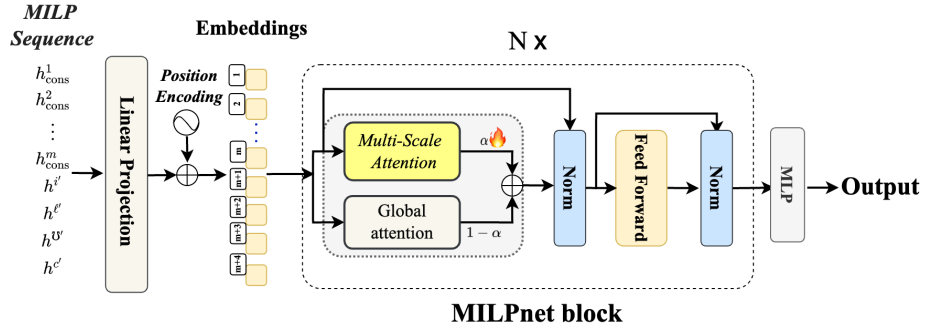 MILP
Sequence
Embeddings
N x
h^1_cons
h^2_cons
⋮
h^m_cons
h^{i'}
h^{ℓ'}
h^{℧'}
h^{c'}
Linear Projection
Position
Encoding
1
2
m
m+1
m+2
m+3
m+4
Multi-Scale
Attention
α
Global
attention
1 − α
Norm
Feed Forward
Norm
MLP
Output
MILPnet block